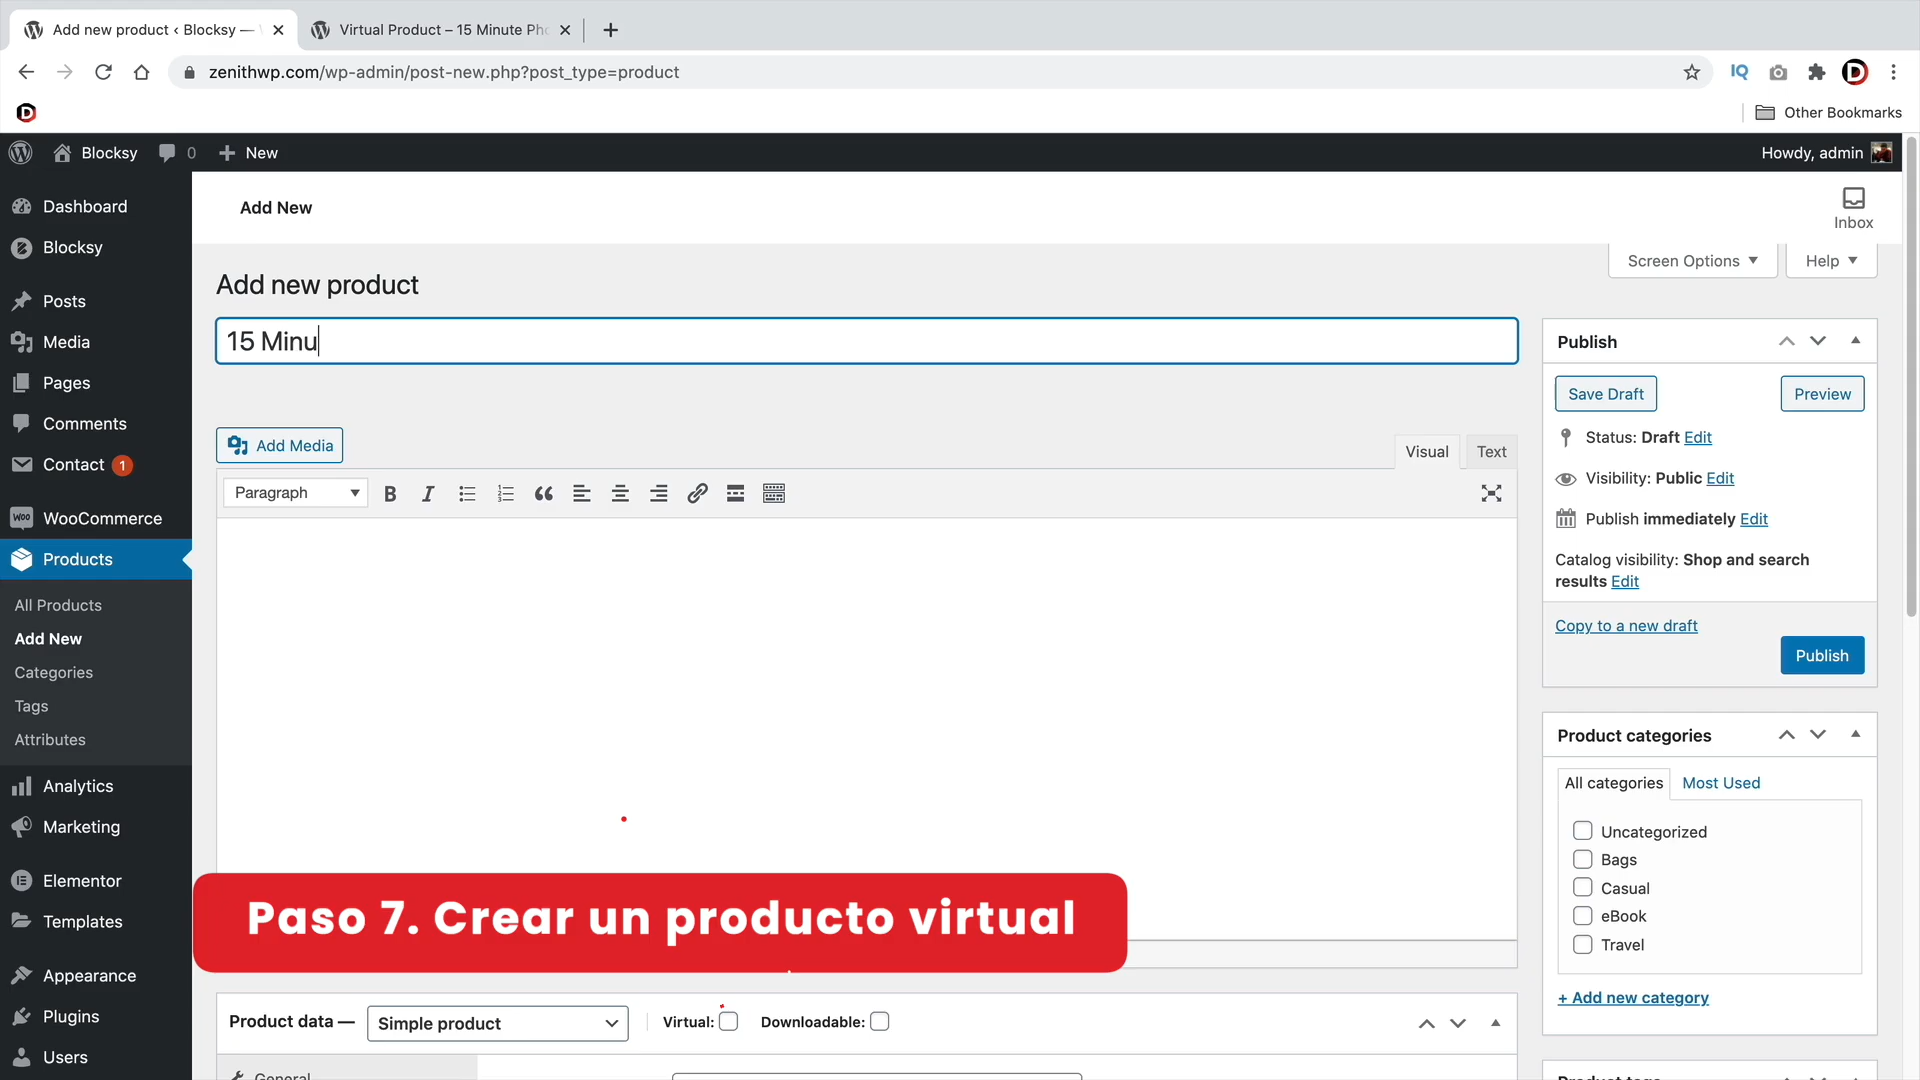 Add new product ‹ Blocksy —
Virtual Product – 15 Minute Pho
zenithwp.com/wp-admin/post-new.php?post_type=product
IQ
D
D
Other Bookmarks
Blocksy
0
New
Howdy, admin
Dashboard
Blocksy
Posts
Media
Pages
Comments
Contact 1
WooCommerce
Products
All Products
Add New
Categories
Tags
Attributes
Analytics
Marketing
Elementor
Templates
Appearance
Plugins
Users
Add New
Inbox
Screen Options
Help
Add new product
15 Minu
Add Media
Visual
Text
Paragraph
B
I
Paso 7. Crear un producto virtual
Product data —
Simple product
Virtual:
Downloadable:
General
Publish
Save Draft
Preview
Status: Draft Edit
Visibility: Public Edit
Publish immediately Edit
Catalog visibility: Shop and search
results Edit
Copy to a new draft
Publish
Product categories
All categories
Most Used
Uncategorized
Bags
Casual
eBook
Travel
+ Add new category
Product tags